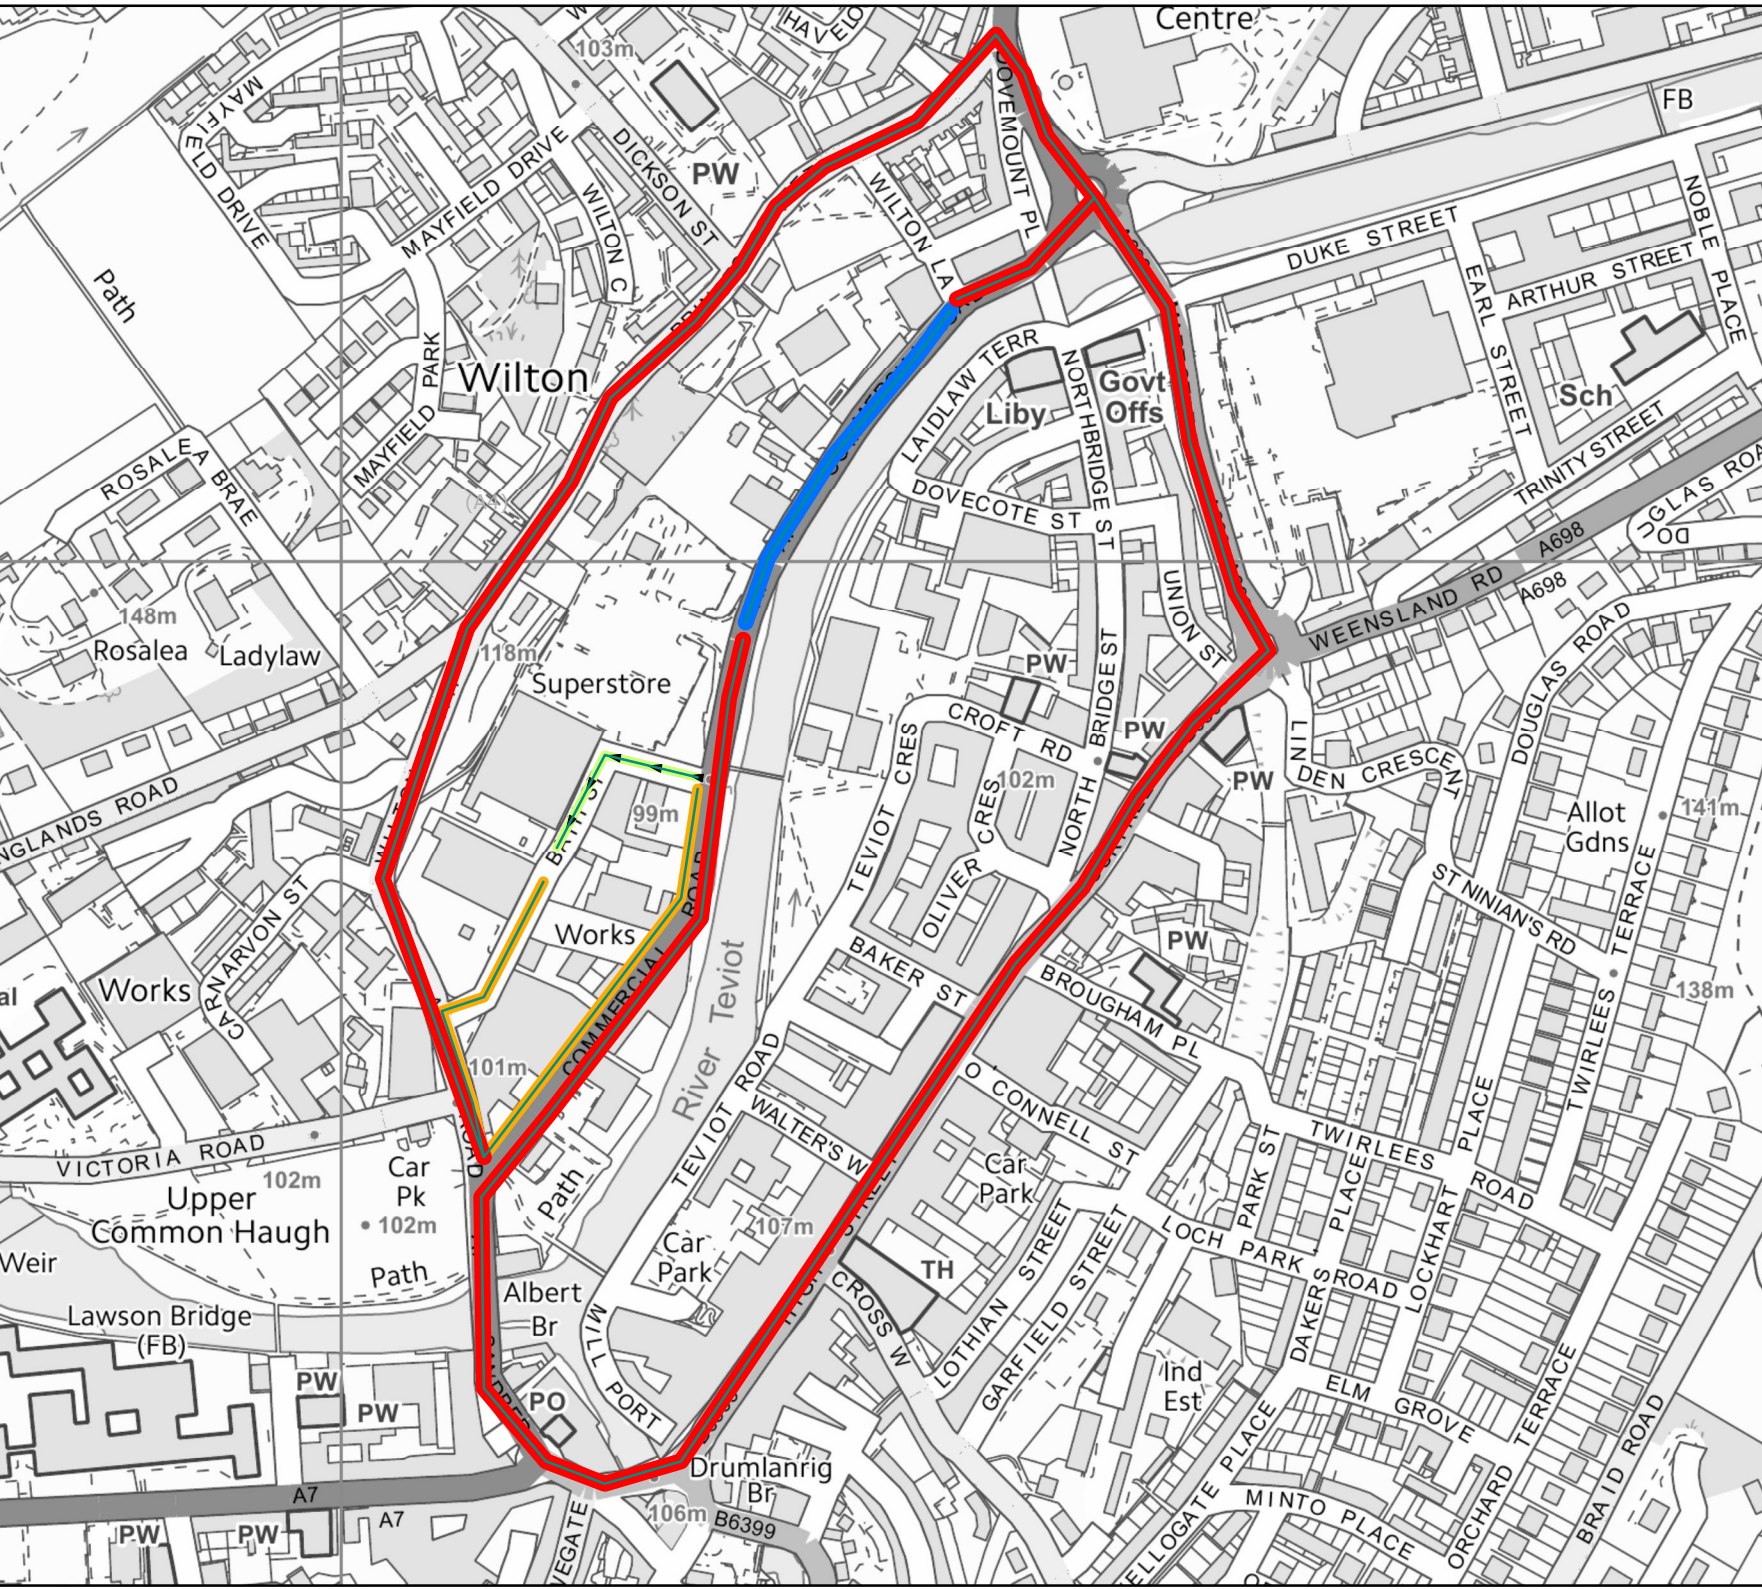 Centre
HAVELO
103m
FB
MAYFIELD DRIVE
DICKSON ST
PW
DOVEMOUNT PL
MAYFIELD DRIVE
WILTON C
WILTON LA
NOBLE PLACE
DUKE STREET
ARTHUR STREET
EARL STREET
Path
PARK
Wilton
LAIDLAW TERR
Liby
Govt
Offs
NORTHBRIDGE ST
Sch
MAYFIELD
ROSALEA BRAE
TRINITY STREET
DOUGLAS ROA
DOVECOTE ST
A698
A698
WEENSLAND RD
UNION ST
148m
Rosalea
Ladylaw
118m
Superstore
PW
CROFT RD
PW
NORTH BRIDGE ST
LINDEN CRESCENT
DOUGLAS ROAD
PW
102m
TEVIOT CRES
OLIVER CRES
NGLANDS ROAD
99m
BATH ST
Allot
Gdns
141m
ST NINIAN'S RD
TWIRLEES TERRACE
CARNARVON ST
Works
Works
al
COMMERCIAL ROAD
River Teviot
BAKER ST
PW
BROUGHAM PL
138m
101m
O'CONNELL ST
TEVIOT ROAD
WALTER'S W
VICTORIA ROAD
102m
Car
Pk
ROAD
Path
Upper
Common Haugh
102m
Car
Park
PARK ST
TWIRLEES ROAD
PLACE
LOCKHART PLACE
107m
Car
Park
TH
LOCH PARK ROAD
Weir
Path
Albert
Br
CROSS W
LOTHIAN STREET
GARFIELD STREET
DAKERS PLACE
Lawson Bridge
(FB)
MILL PORT
Ind
Est
ELM GROVE
TERRACE
PW
PW
PO
ELLOGATE PLACE
ORCHARD
BRAID ROAD
Drumlanrig
Br
A7
A7
106m
B6399
MINTO PLACE
PW
PW